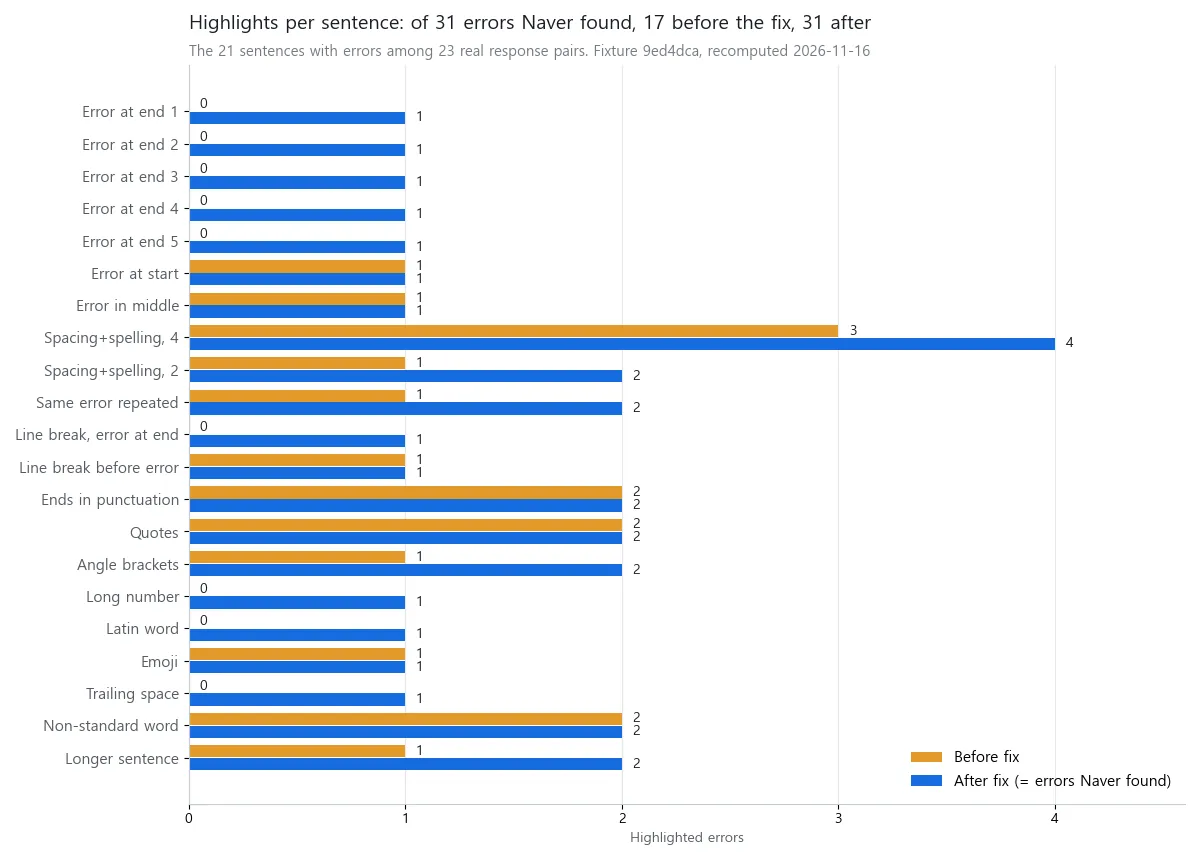 Highlights per sentence: of 31 errors Naver found, 17 before the fix, 31 after
The 21 sentences with errors among 23 real response pairs. Fixture 9ed4dca, recomputed 2026-11-16
Error at end 1
0
1
Error at end 2
0
1
Error at end 3
0
1
Error at end 4
0
1
Error at end 5
0
1
Error at start
1
1
Error in middle
1
1
Spacing+spelling, 4
3
4
Spacing+spelling, 2
1
2
Same error repeated
1
2
Line break, error at end
0
1
Line break before error
1
1
Ends in punctuation
2
2
Quotes
2
2
Angle brackets
1
2
Long number
0
1
Latin word
0
1
Emoji
1
1
Trailing space
0
1
Non-standard word
2
2
Longer sentence
1
2
Before fix
After fix (= errors Naver found)
0 1 2 3 4
Highlighted errors